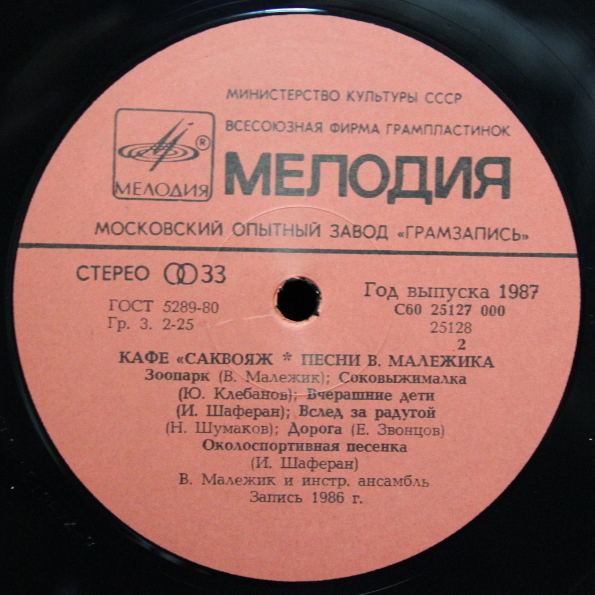 МИНИСТЕРСТВО КУЛЬТУРЫ СССР
ВСЕСОЮЗНАЯ ФИРМА ГРАМПЛАСТИНОК
®
МЕЛОДИЯ
МЕЛОДИЯ
МОСКОВСКИЙ ОПЫТНЫЙ ЗАВОД «ГРАМЗАПИСЬ»
СТЕРЕО 33
Год выпуска 1987
ГОСТ 5289-80
С60 25127 000
Гр. 3. 2-25
25128
2
КАФЕ «САКВОЯЖ * ПЕСНИ В. МАЛЕЖИКА
Зоопарк (В. Малежик); Соковыжималка
(Ю. Клебанов); Вчерашние дети
(И. Шаферан); Вслед за радугой
(Н. Шумаков); Дорога (Е. Звонцов)
Околоспортивная песенка
(И. Шаферан)
В. Малежик и инстр. ансамбль
Запись 1986 г.